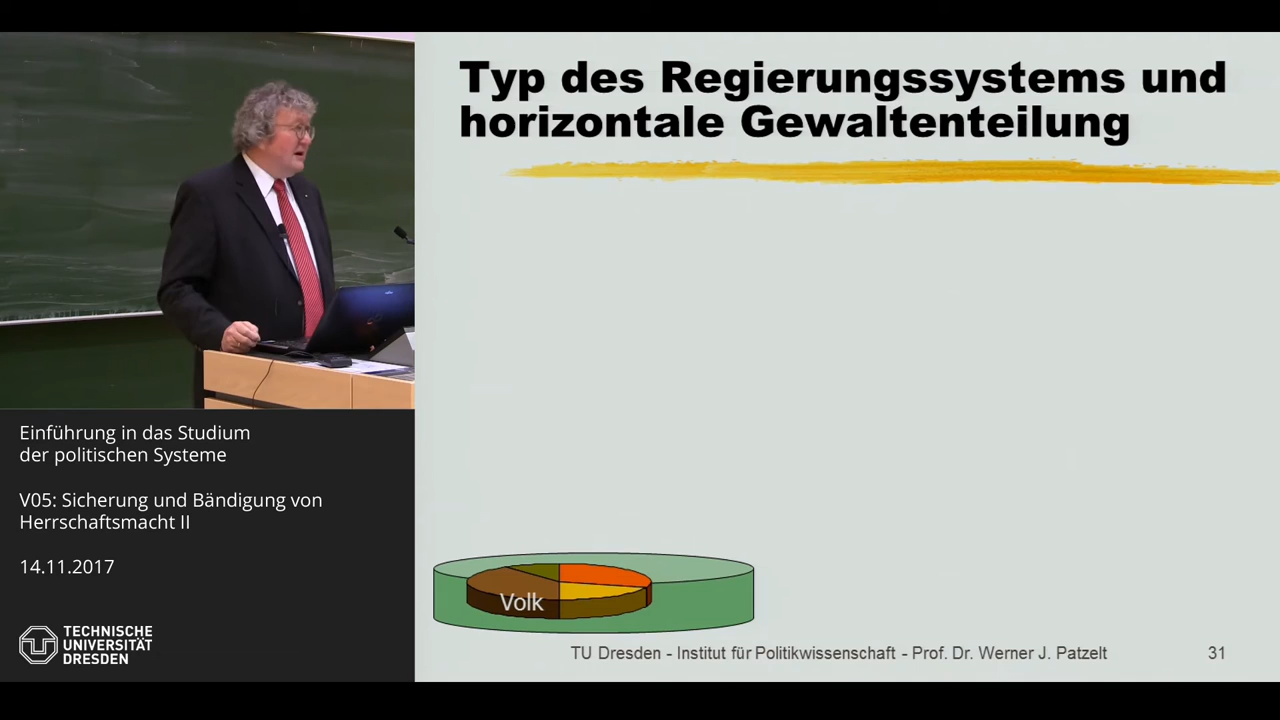 Typ des Regierungssystems und
horizontale Gewaltenteilung
Einführung in das Studium
der politischen Systeme
V05: Sicherung und Bändigung von
Herrschaftsmacht II
14.11.2017
TECHNISCHE
UNIVERSITÄT
DRESDEN
Volk
TU Dresden - Institut für Politikwissenschaft - Prof. Dr. Werner J. Patzelt
31